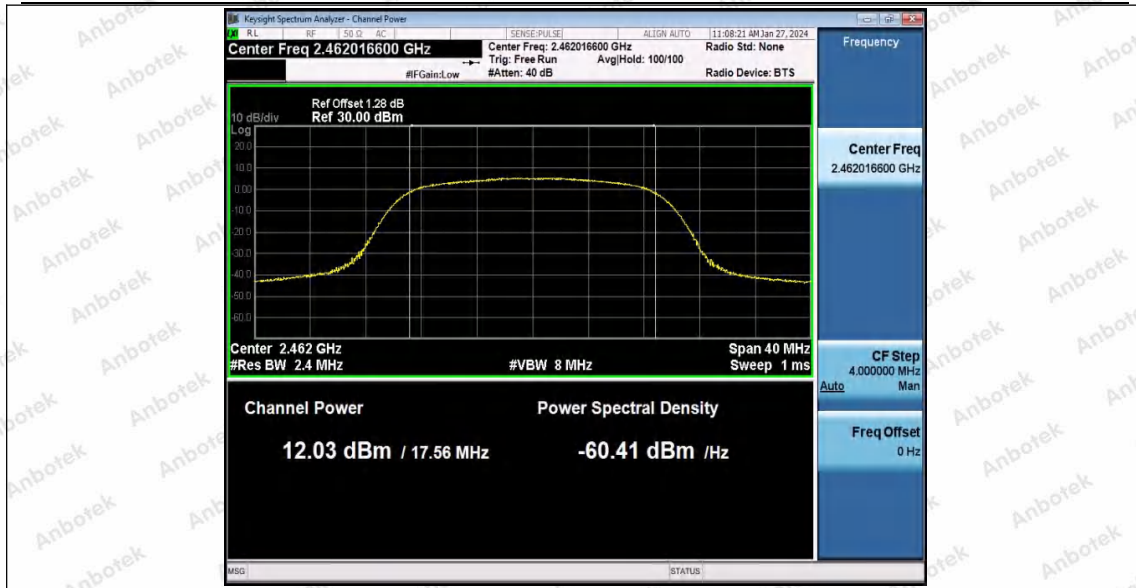 Keysight Spectrum Analyzer - Channel Power
RL RF 50 Ω AC SENSE:PULSE ALIGN AUTO 11:08:21 AM Jan 27, 2024
Center Freq 2.462016600 GHz
Center Freq: 2.462016600 GHz
Radio Std: None
Trig: Free Run Avg|Hold: 100/100
#IFGain:Low
#Atten: 40 dB
Radio Device: BTS
Ref Offset 1.28 dB
10 dB/div Ref 30.00 dBm
Log
20.0
10.0
0.00
-10.0
-20.0
-30.0
-40.0
-50.0
-60.0
Center 2.462 GHz Span 40 MHz
#Res BW 2.4 MHz #VBW 8 MHz Sweep 1 ms
Channel Power Power Spectral Density
12.03 dBm / 17.56 MHz -60.41 dBm /Hz
MSG STATUS
Frequency
Center Freq
2.462016600 GHz
CF Step
4.000000 MHz
Auto Man
Freq Offset
0 Hz
Anbotek